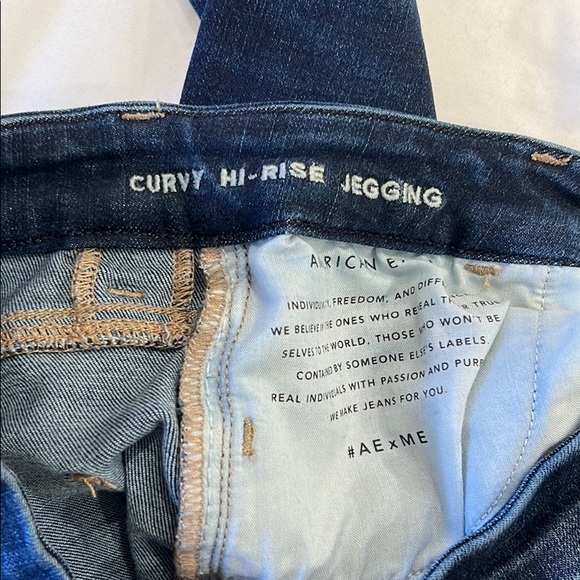 CURVY HI-RISE JEGGING
INDIVIDUALITY, FREEDOM, AND
WE BELIEVE IN THE ONES WHO REVEAL TRUE
SELVES TO THE WORLD. THOSE WHO WON'T BE
CONTAINED BY SOMEONE ELSE'S LABELS.
REAL INDIVIDUALS WITH PASSION AND
WE MAKE JEANS FOR YOU.
#AExME